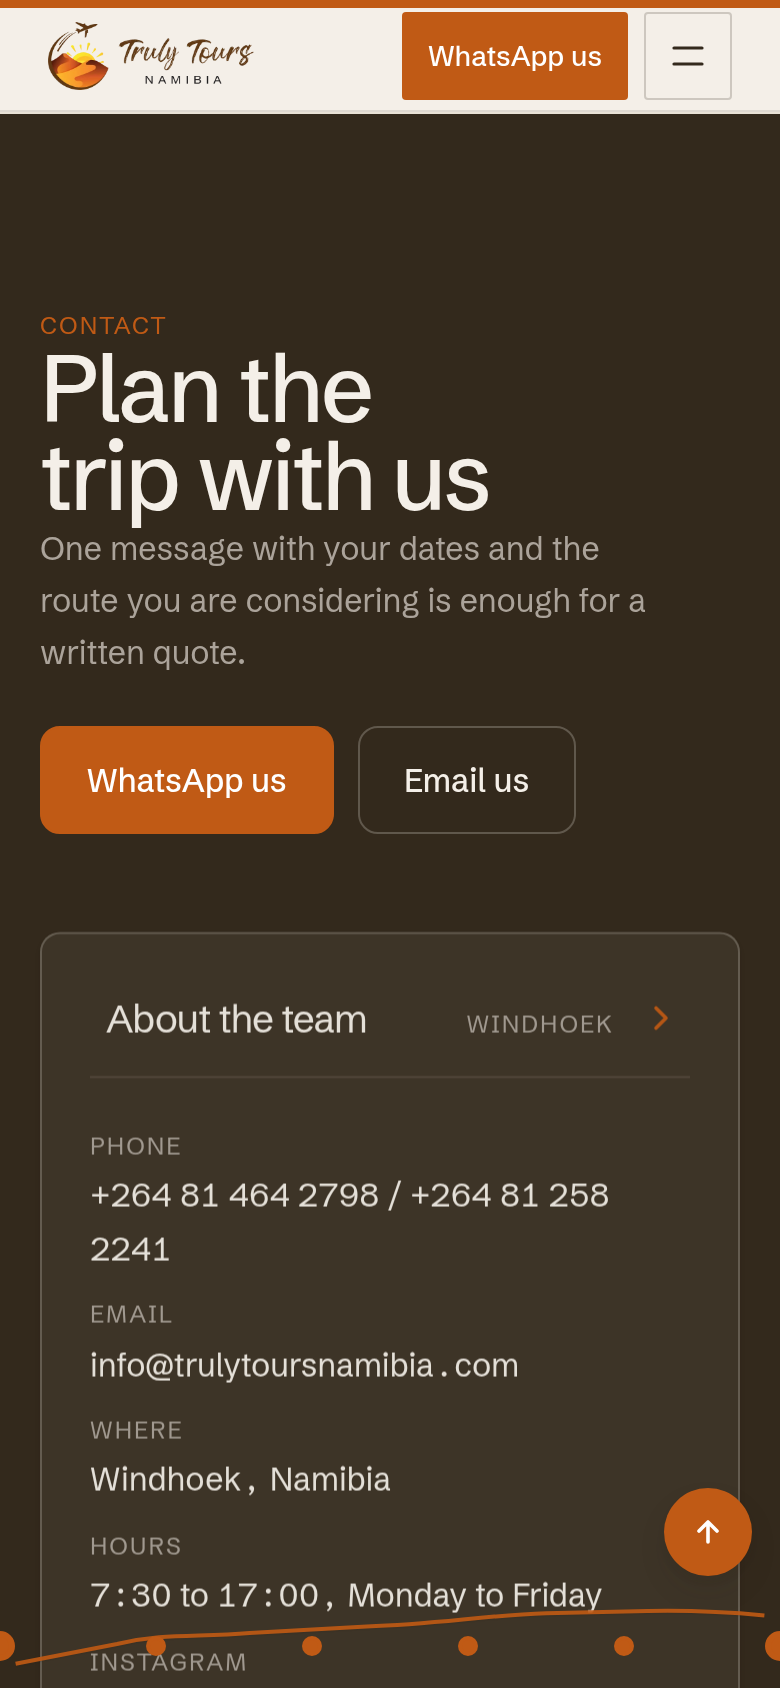 Truly Tours
NAMIBIA
WhatsApp us
CONTACT
Plan the
trip with us
One message with your dates and the
route you are considering is enough for a
written quote.
WhatsApp us
Email us
About the team
WINDHOEK
PHONE
+264 81 464 2798 / +264 81 258
2241
EMAIL
info@trulytoursnamibia.com
WHERE
Windhoek, Namibia
HOURS
7:30 to 17:00, Monday to Friday
INSTAGRAM